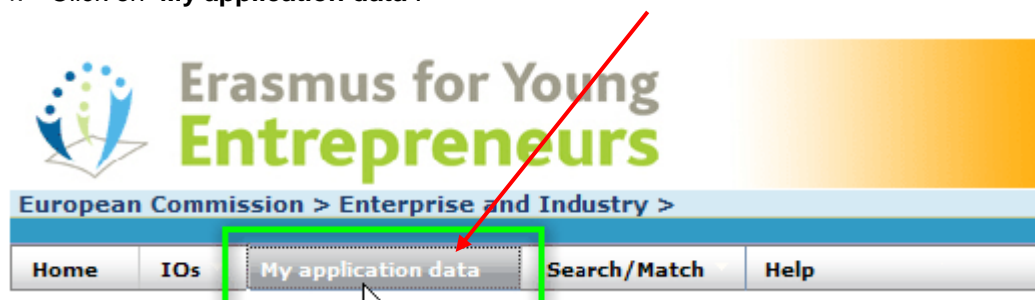 Click on "My application data".
Erasmus for Young
Entrepreneurs
European Commission > Enterprise and Industry >
Home IOs My application data Search/Match Help